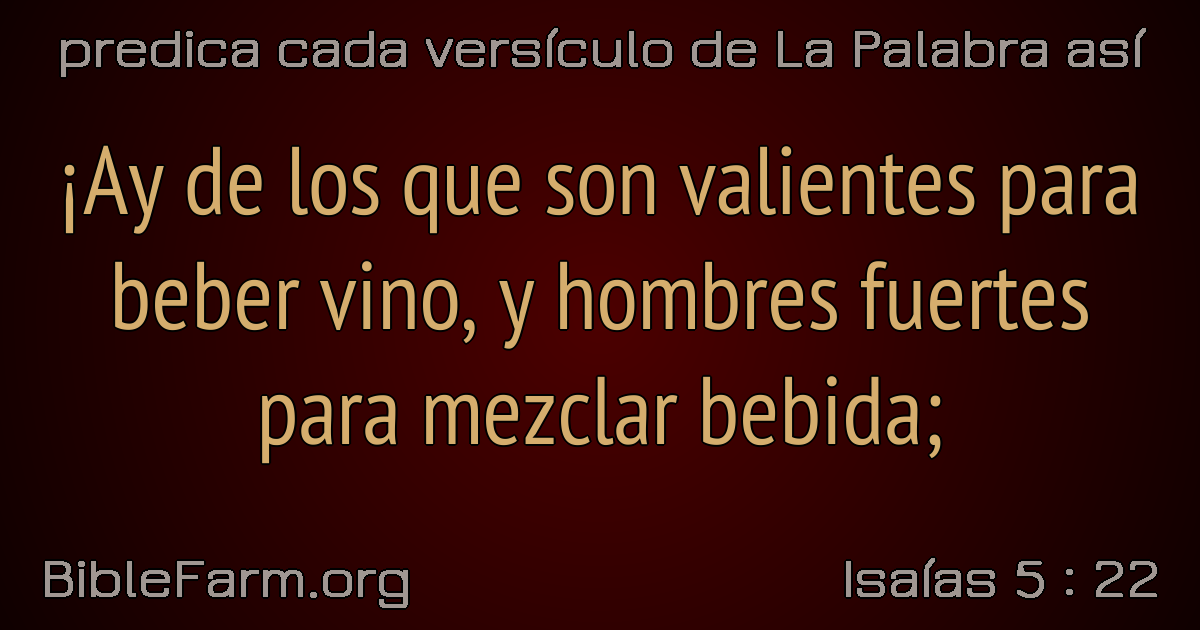 predica cada versículo de La Palabra así
¡Ay de los que son valientes para
beber vino, y hombres fuertes
para mezclar bebida;
BibleFarm.org
Isaías 5 : 22